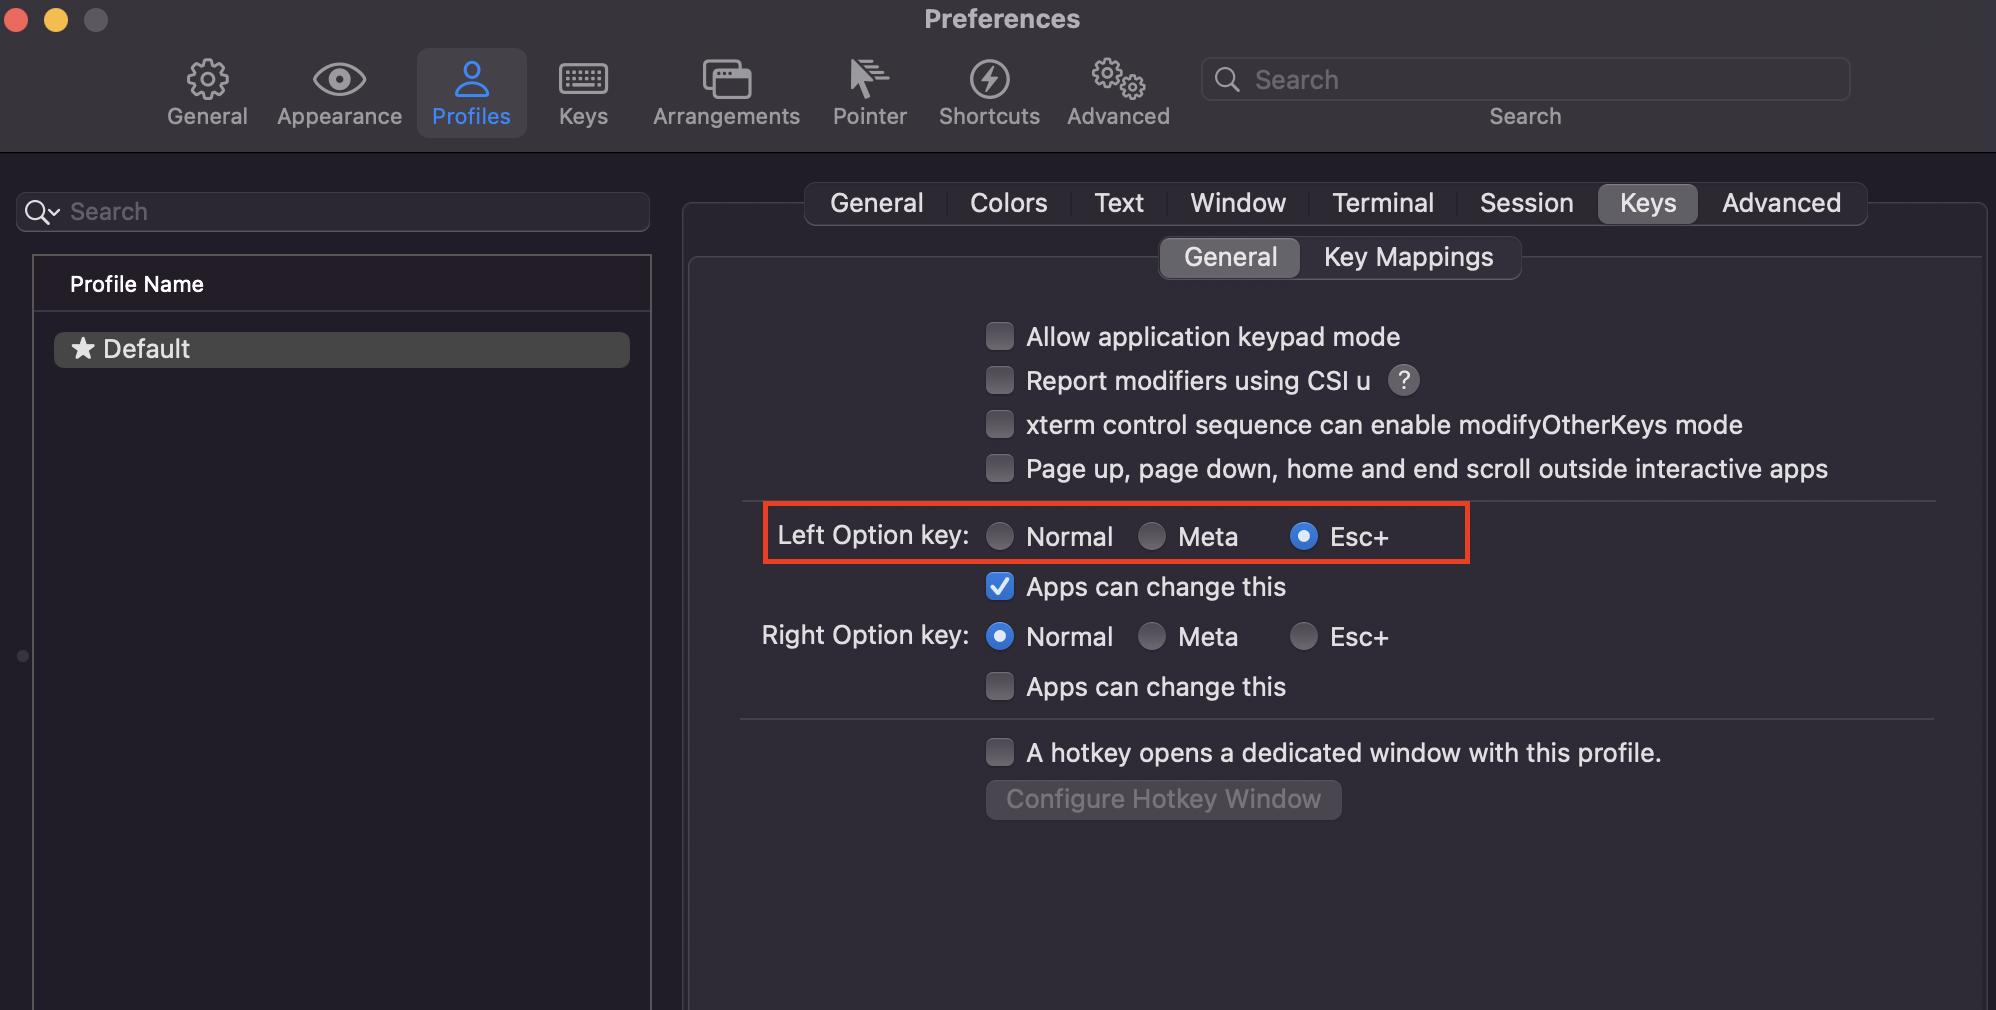 Preferences
General Appearance Profiles Keys Arrangements Pointer Shortcuts Advanced Search
Search
Search
General Colors Text Window Terminal Session Keys Advanced
General Key Mappings
Profile Name
★ Default
Allow application keypad mode
Report modifiers using CSI u ?
xterm control sequence can enable modifyOtherKeys mode
Page up, page down, home and end scroll outside interactive apps
Left Option key: Normal Meta Esc+
Apps can change this
Right Option key: Normal Meta Esc+
Apps can change this
A hotkey opens a dedicated window with this profile.
Configure Hotkey Window